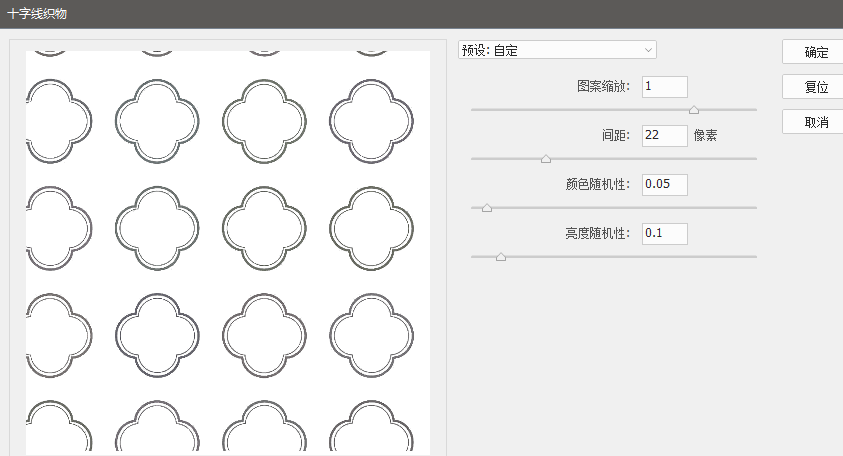 十字线织物
预设: 自定
确定
图案缩放: 1
复位
间距: 22 像素
取消
颜色随机性: 0.05
亮度随机性: 0.1